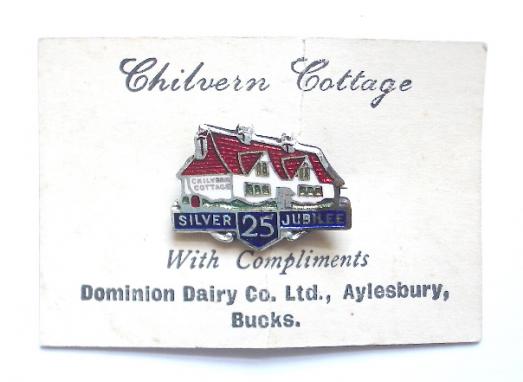 Chilvern Cottage
CHILVERN
COTTAGE
SILVER 25 JUBILEE
With Compliments
Dominion Dairy Co. Ltd., Aylesbury,
Bucks.